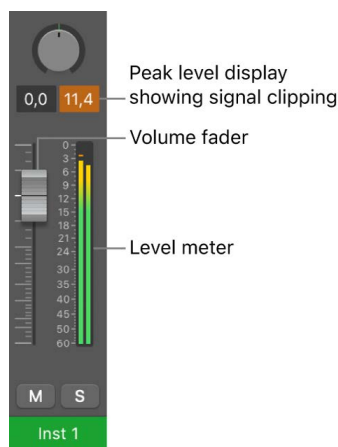 0,0 11,4
Peak level display
showing signal clipping
Volume fader
0
3
6
9
12
15
18
21
24
30
35
40
45
50
60
Level meter
M S
Inst 1